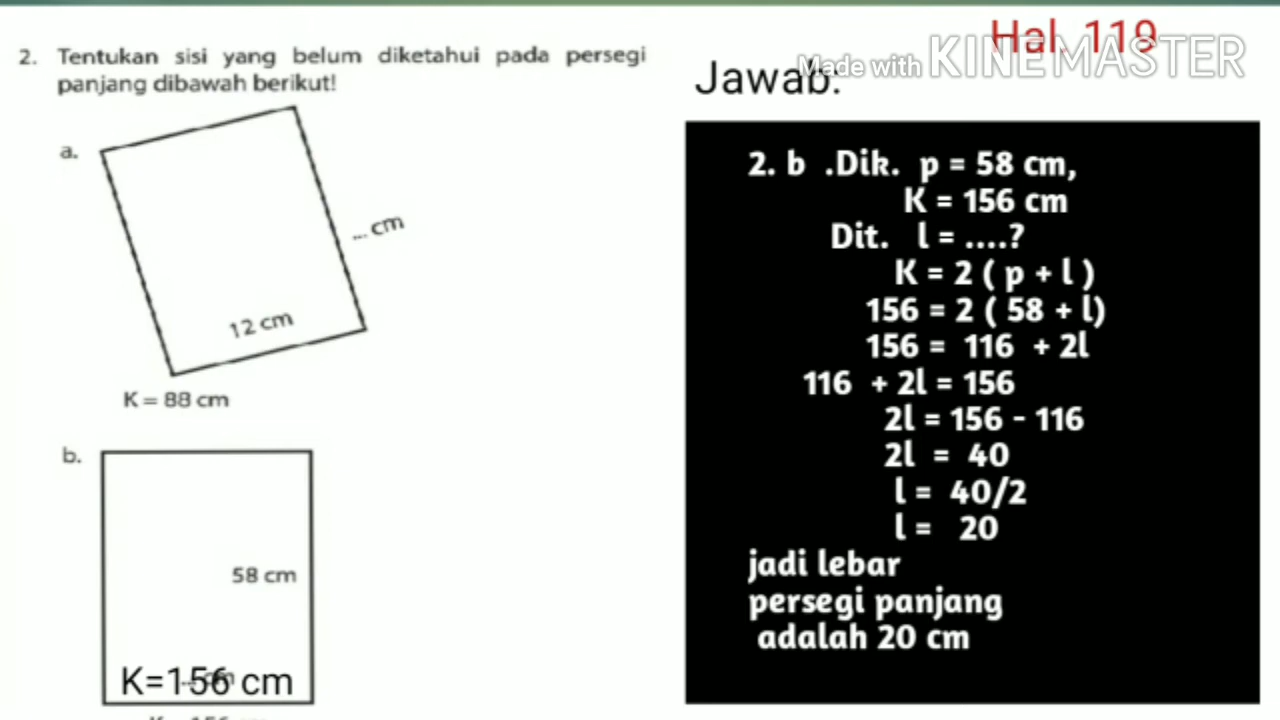 2. Tentukan sisi yang belum diketahui pada persegi
panjang dibawah berikut!
a.
... cm
12 cm
K = 88 cm
b.
58 cm
K=156 cm
Hal. 119
Made with KINEMASTER
Jawab:
2. b .Dik. p = 58 cm,
K = 156 cm
Dit. l = ....?
K = 2 ( p + l )
156 = 2 ( 58 + l)
156 = 116 + 2l
116 + 2l = 156
2l = 156 - 116
2l = 40
l = 40/2
l = 20
jadi lebar
persegi panjang
adalah 20 cm